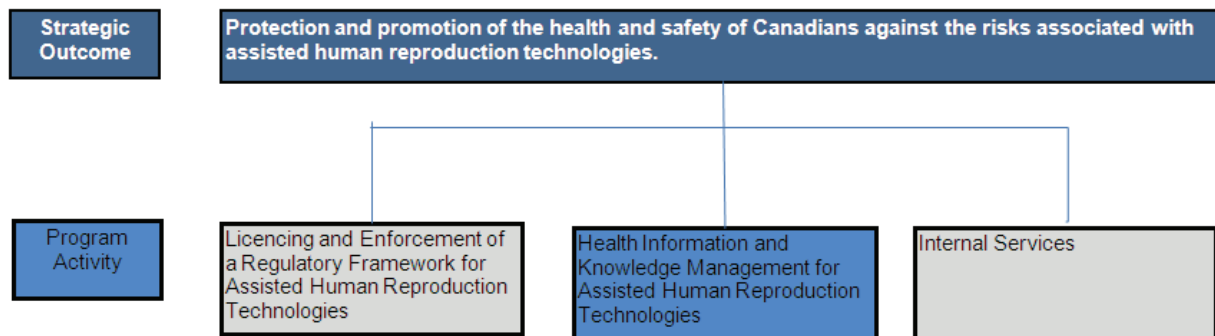 Strategic
Outcome
Protection and promotion of the health and safety of Canadians against the risks associated with
assisted human reproduction technologies.
Program
Activity
Licencing and Enforcement of
a Regulatory Framework for
Assisted Human Reproduction
Technologies
Health Information and
Knowledge Management for
Assisted Human Reproduction
Technologies
Internal Services